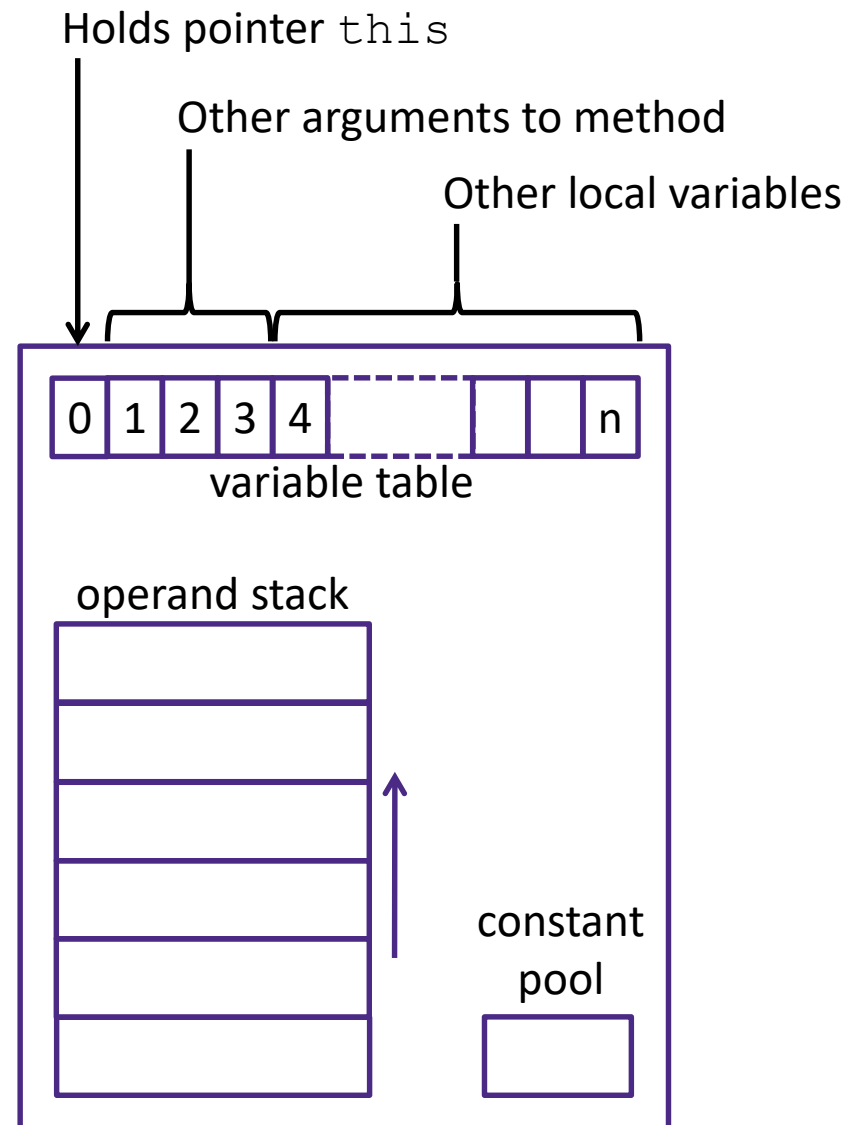 Holds pointer this
Other arguments to method
Other local variables
0 1 2 3 4 n
variable table
operand stack
constant
pool